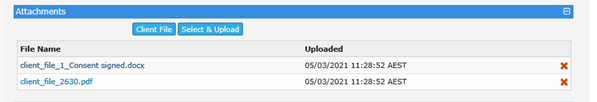 Attachments
Client File Select & Upload
File Name Uploaded
client_file_1_Consent signed.docx 05/03/2021 11:28:52 AEST
client_file_2630.pdf 05/03/2021 11:28:52 AEST